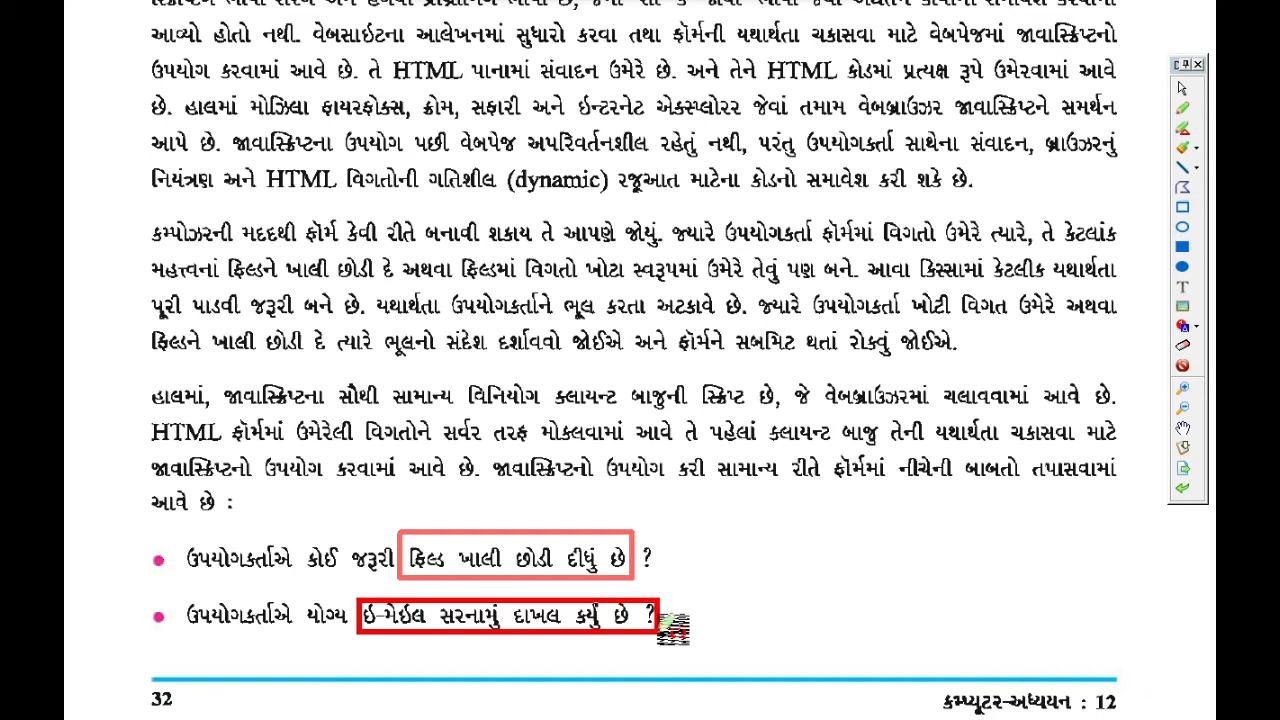 આવ્યો હોતો નથી. વેબસાઇટના આલેખનમાં સુધારો કરવા તથા ફૉર્મની યથાર્થતા ચકાસવા માટે વેબપેજમાં જાવાસ્ક્રિપ્ટનો
ઉપયોગ કરવામાં આવે છે. તે HTML પાનામાં સંવાદન ઉમેરે છે. અને તેને HTML કોડમાં પ્રત્યક્ષ રૂપે ઉમેરવામાં આવે
છે. હાલમાં મોઝિલા ફાયરફોક્સ, ક્રોમ, સફારી અને ઇન્ટરનેટ એક્સ્પ્લોરર જેવાં તમામ વેબબ્રાઉઝર જાવાસ્ક્રિપ્ટને સમર્થન
આપે છે. જાવાસ્ક્રિપ્ટના ઉપયોગ પછી વેબપેજ અપરિવર્તનશીલ રહેતું નથી, પરંતુ ઉપયોગકર્તા સાથેના સંવાદન, બ્રાઉઝરનું
નિયંત્રણ અને HTML વિગતોની ગતિશીલ (dynamic) રજૂઆત માટેના કોડનો સમાવેશ કરી શકે છે.
કમ્પોઝરની મદદથી ફૉર્મ કેવી રીતે બનાવી શકાય તે આપણે જોયું. જ્યારે ઉપયોગકર્તા ફૉર્મમાં વિગતો ઉમેરે ત્યારે, તે કેટલાંક
મહત્ત્વનાં ફિલ્ડને ખાલી છોડી દે અથવા ફિલ્ડમાં વિગતો ખોટા સ્વરૂપમાં ઉમેરે તેવું પણ બને. આવા કિસ્સામાં કેટલીક યથાર્થતા
પૂરી પાડવી જરૂરી બને છે. યથાર્થતા ઉપયોગકર્તાને ભૂલ કરતા અટકાવે છે. જ્યારે ઉપયોગકર્તા ખોટી વિગત ઉમેરે અથવા
ફિલ્ડને ખાલી છોડી દે ત્યારે ભૂલનો સંદેશ દર્શાવવો જોઈએ અને ફૉર્મને સબમિટ થતાં રોકવું જોઈએ.
હાલમાં, જાવાસ્ક્રિપ્ટના સૌથી સામાન્ય વિનિયોગ ક્લાયન્ટ બાજુની સ્ક્રિપ્ટ છે, જે વેબબ્રાઉઝરમાં ચલાવવામાં આવે છે.
HTML ફૉર્મમાં ઉમેરેલી વિગતોને સર્વર તરફ મોકલવામાં આવે તે પહેલાં ક્લાયન્ટ બાજુ તેની યથાર્થતા ચકાસવા માટે
જાવાસ્ક્રિપ્ટનો ઉપયોગ કરવામાં આવે છે. જાવાસ્ક્રિપ્ટનો ઉપયોગ કરી સામાન્ય રીતે ફૉર્મમાં નીચેની બાબતો તપાસવામાં
આવે છે :
• ઉપયોગકર્તાએ કોઈ જરૂરી ફિલ્ડ ખાલી છોડી દીધું છે ?
• ઉપયોગકર્તાએ યોગ્ય ઇ-મેઇલ સરનામું દાખલ કર્યું છે ?
32 કમ્પ્યૂટર-અધ્યયન : 12